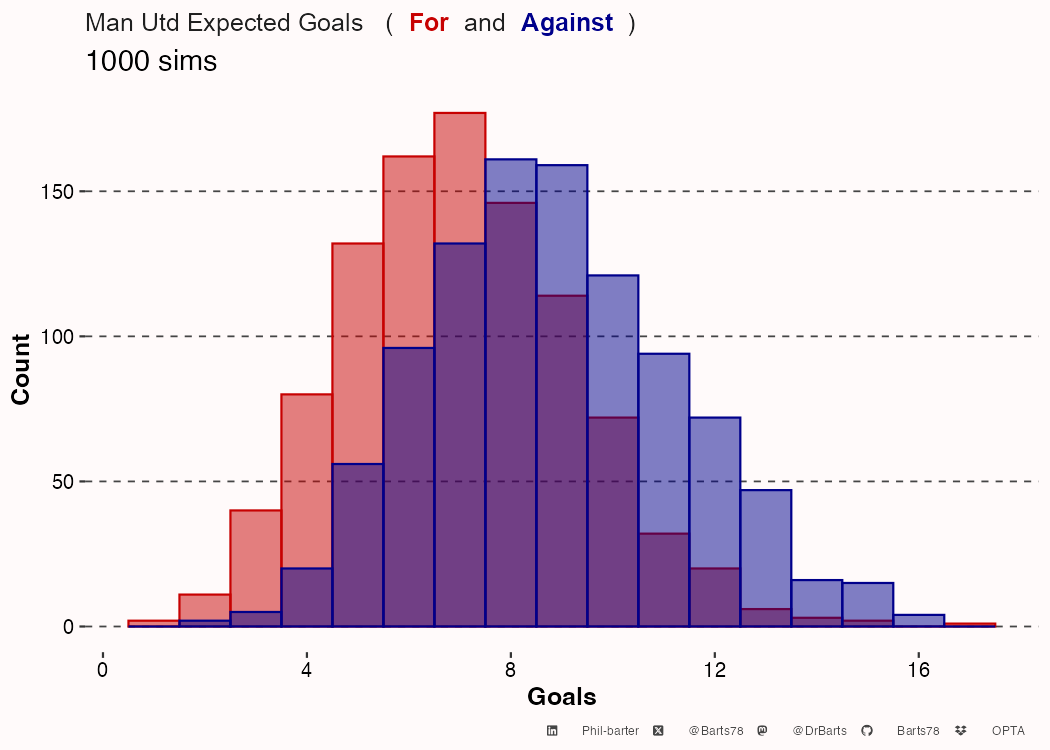 Man Utd Expected Goals ( For and Against )
1000 sims
150
100
50
0
Count
0 4 8 12 16
Goals
Phil-barter @Barts78 @DrBarts Barts78 OPTA